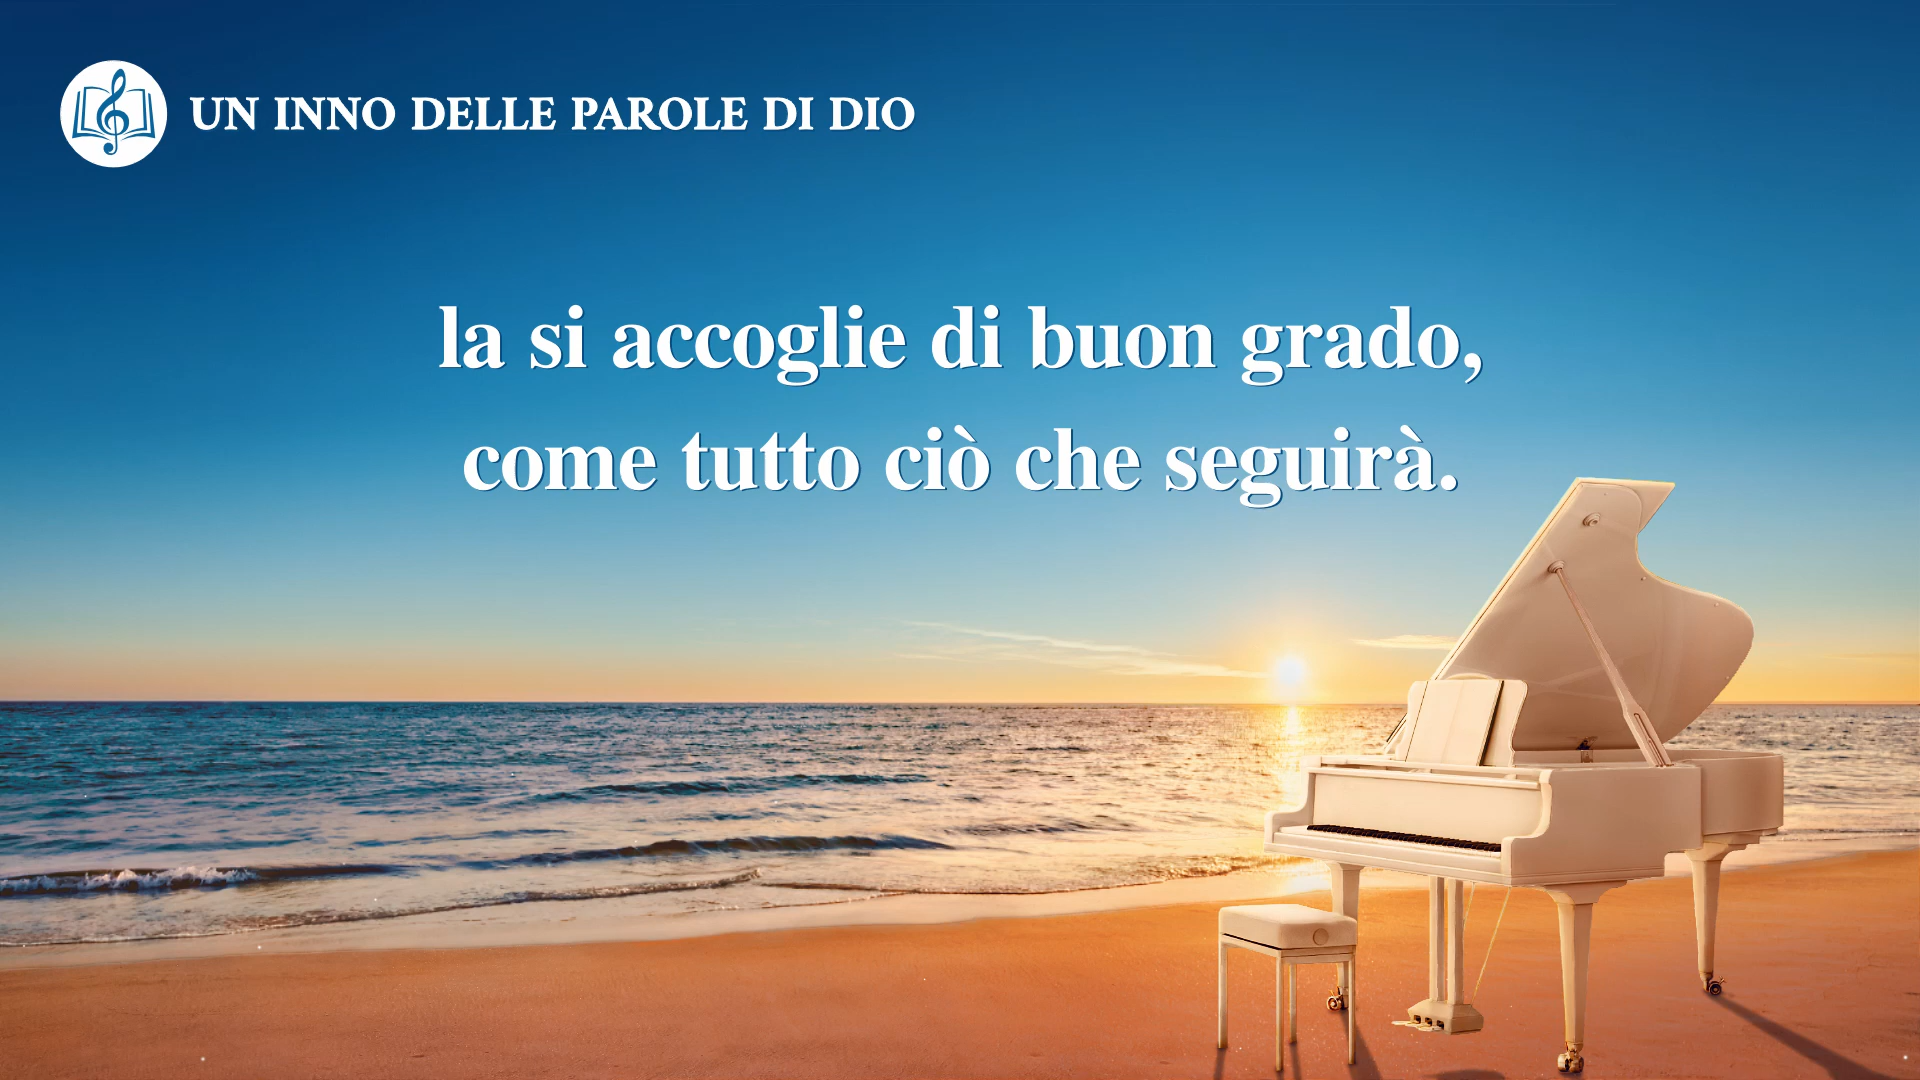 UN INNO DELLE PAROLE DI DIO
la si accoglie di buon grado,
come tutto ciò che seguirà.